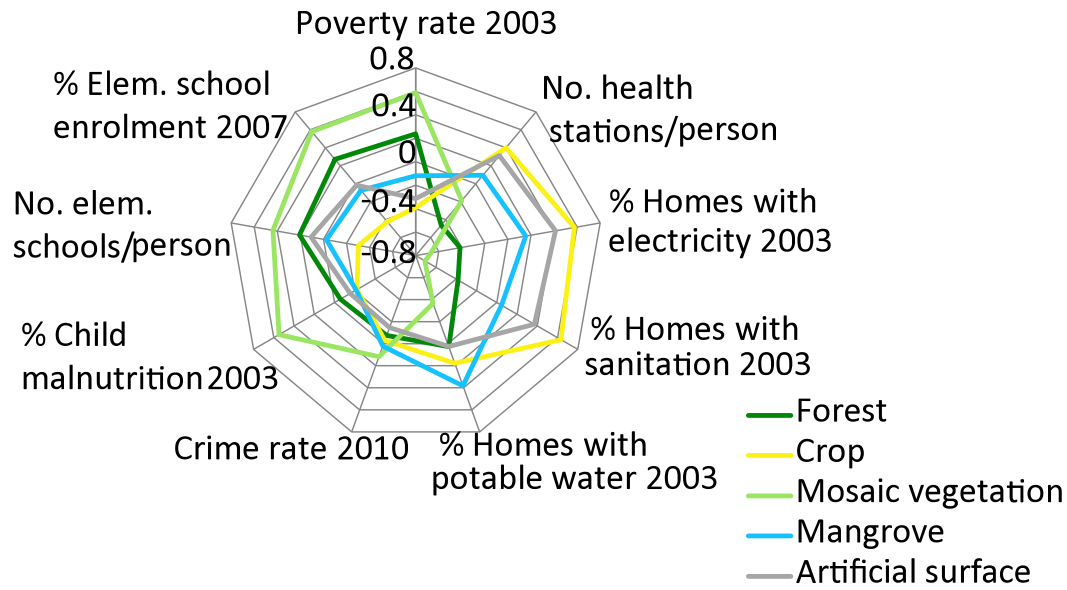 Poverty rate 2003
0.8
0.4
0
-0.4
-0.8
No. health
stations/person
% Homes with
electricity 2003
% Homes with
sanitation 2003
% Homes with
potable water 2003
Crime rate 2010
% Child
malnutrition 2003
No. elem.
schools/person
% Elem. school
enrolment 2007
Forest
Crop
Mosaic vegetation
Mangrove
Artificial surface